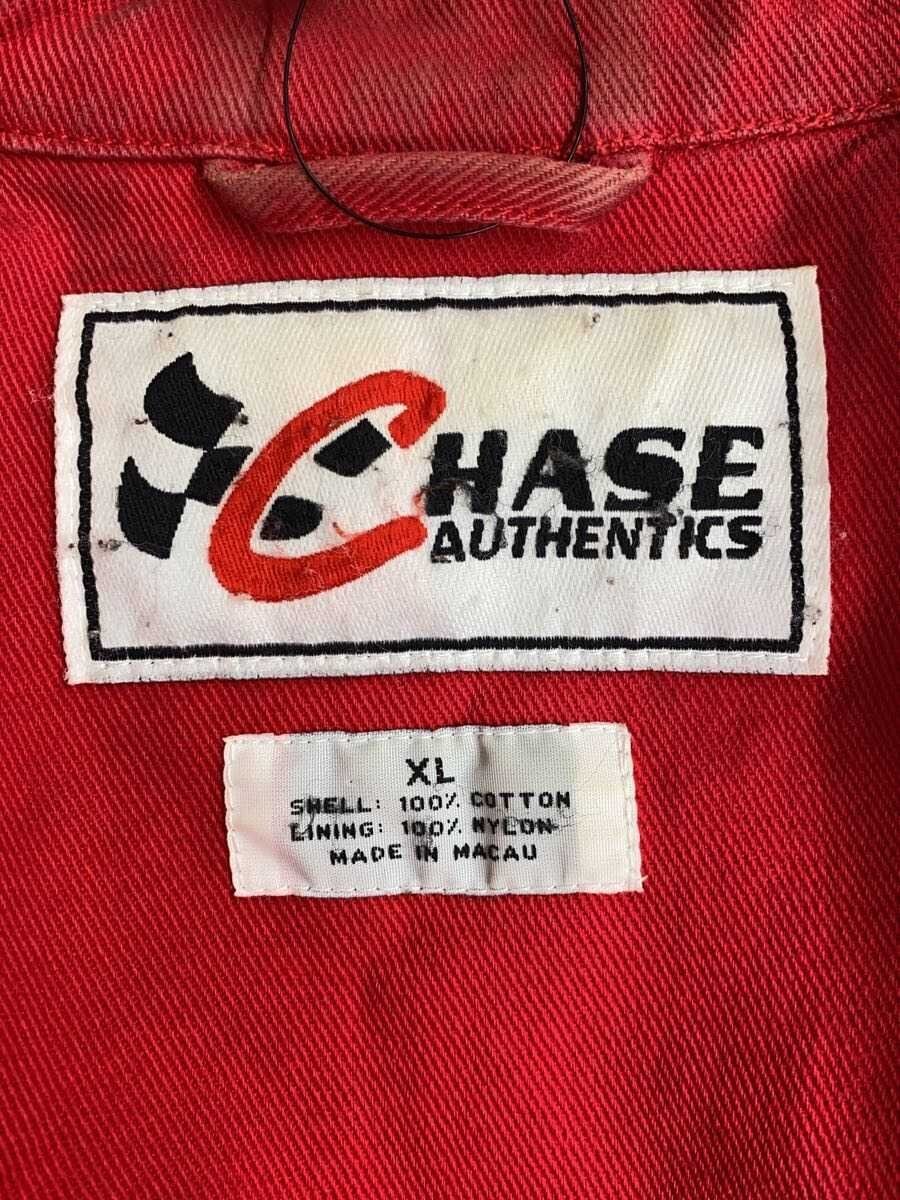 CHASE
AUTHENTICS
XL
SHELL: 100% COTTON
LINING: 100% NYLON
MADE IN MACAU